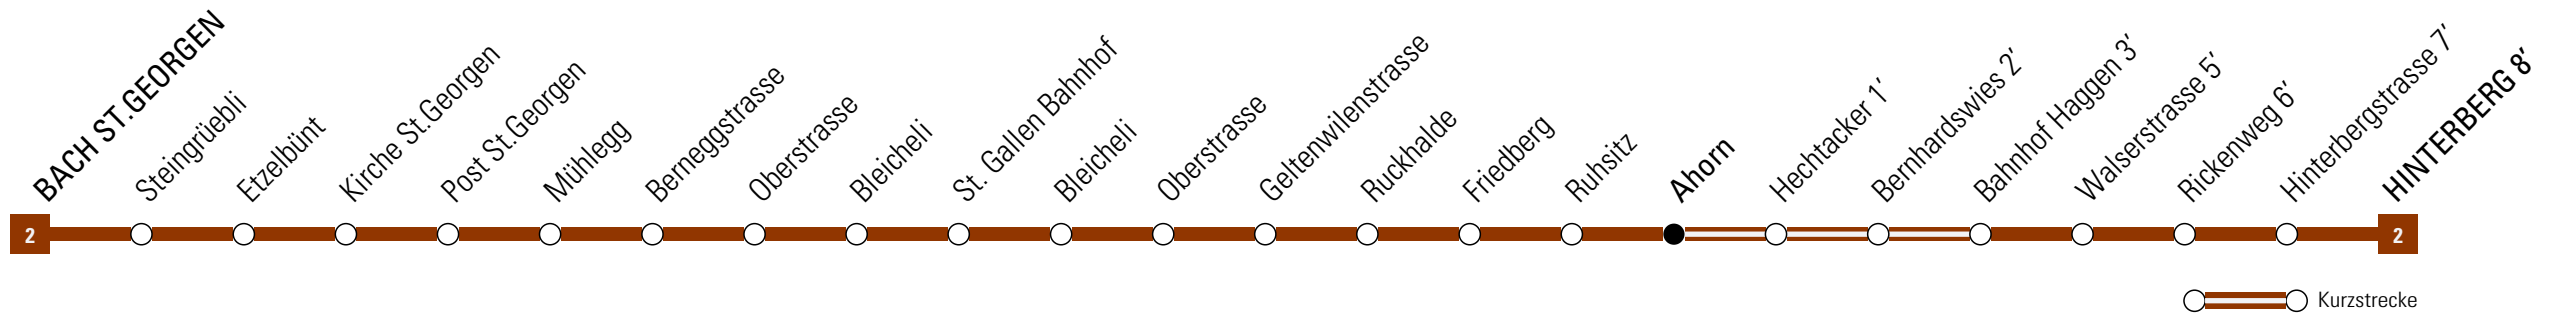 BACH ST.GEORGEN
Steingrüebli
Etzelbünt
Kirche St.Georgen
Post St.Georgen
Mühlegg
Berneggstrasse
Oberstrasse
Bleicheli
St. Gallen Bahnhof
Bleicheli
Oberstrasse
Geltenwilenstrasse
Ruckhalde
Friedberg
Ruhsitz
Ahorn
Hechtacker 1'
Bernhardswies 2'
Bahnhof Haggen 3'
Walserstrasse 5'
Rickenweg 6'
Hinterbergstrasse 7'
HINTERBERG 8'
2
2
Kurzstrecke